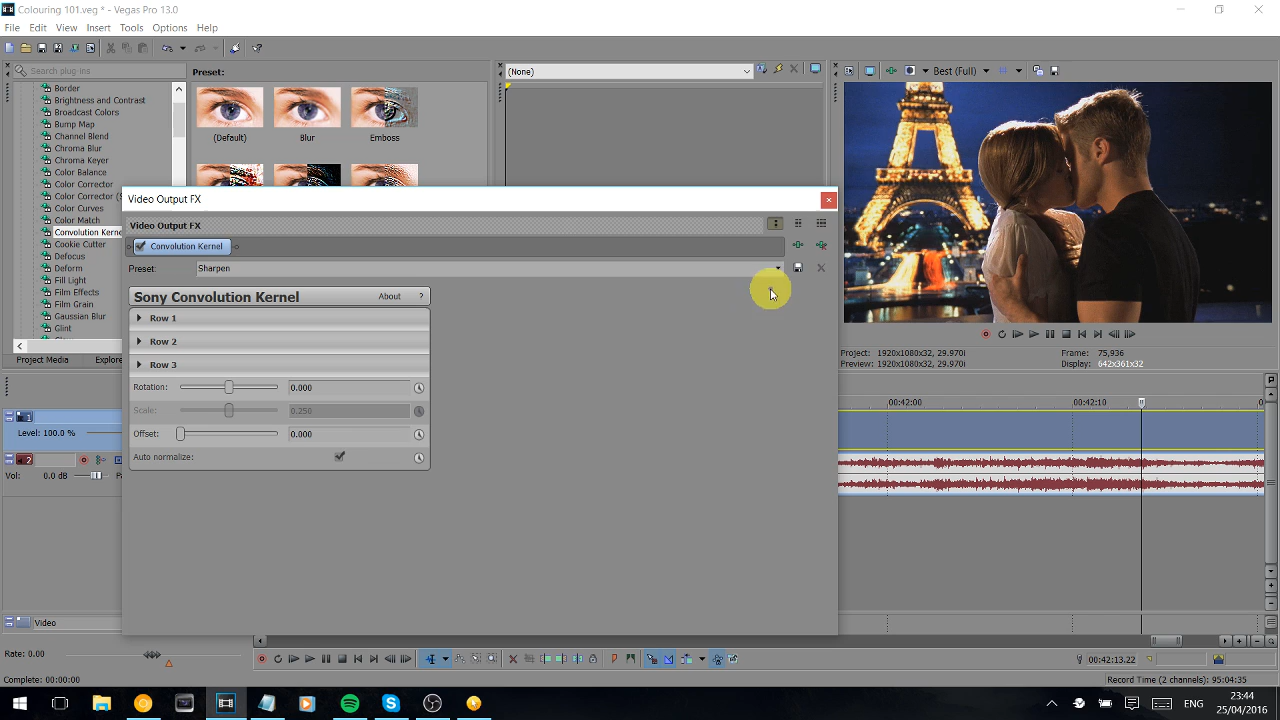 Colouring 101.veg * - Vegas Pro 13.0
File Edit View Insert Tools Options Help
Search plug-ins
Border
Brightness and Contrast
Broadcast Colors
Bump Map
Channel Blend
Chroma Blur
Chroma Keyer
Color Balance
Color Corrector
Color Corrector (
Color Curves
Color Match
Convolution Kerne
Cookie Cutter
Defocus
Deform
Fill Light
Film Effects
Film Grain
Gaussian Blur
Glint
Project Media Explore
Preset:
(Default) Blur Emboss
(None)
Best (Full)
Video Output FX
Video Output FX
Convolution Kernel
Preset: Sharpen
Sony Convolution Kernel About ?
Row 1
Row 2
Row 3
Rotation: 0.000
Scale: 0.250
Offset: 0.000
Auto normalize:
Project: 1920x1080x32, 29.970i Frame: 75,936
Preview: 1920x1080x32, 29.970i Display: 642x361x32
00:42:00 00:42:10
1
Level: 100.0 %
2
Vol: 0.0 dB
Video
Rate: 0.00
00:42:13.22
Complete: 00:00:00
Record Time (2 channels): 95:04:35
ENG
23:44
25/04/2016